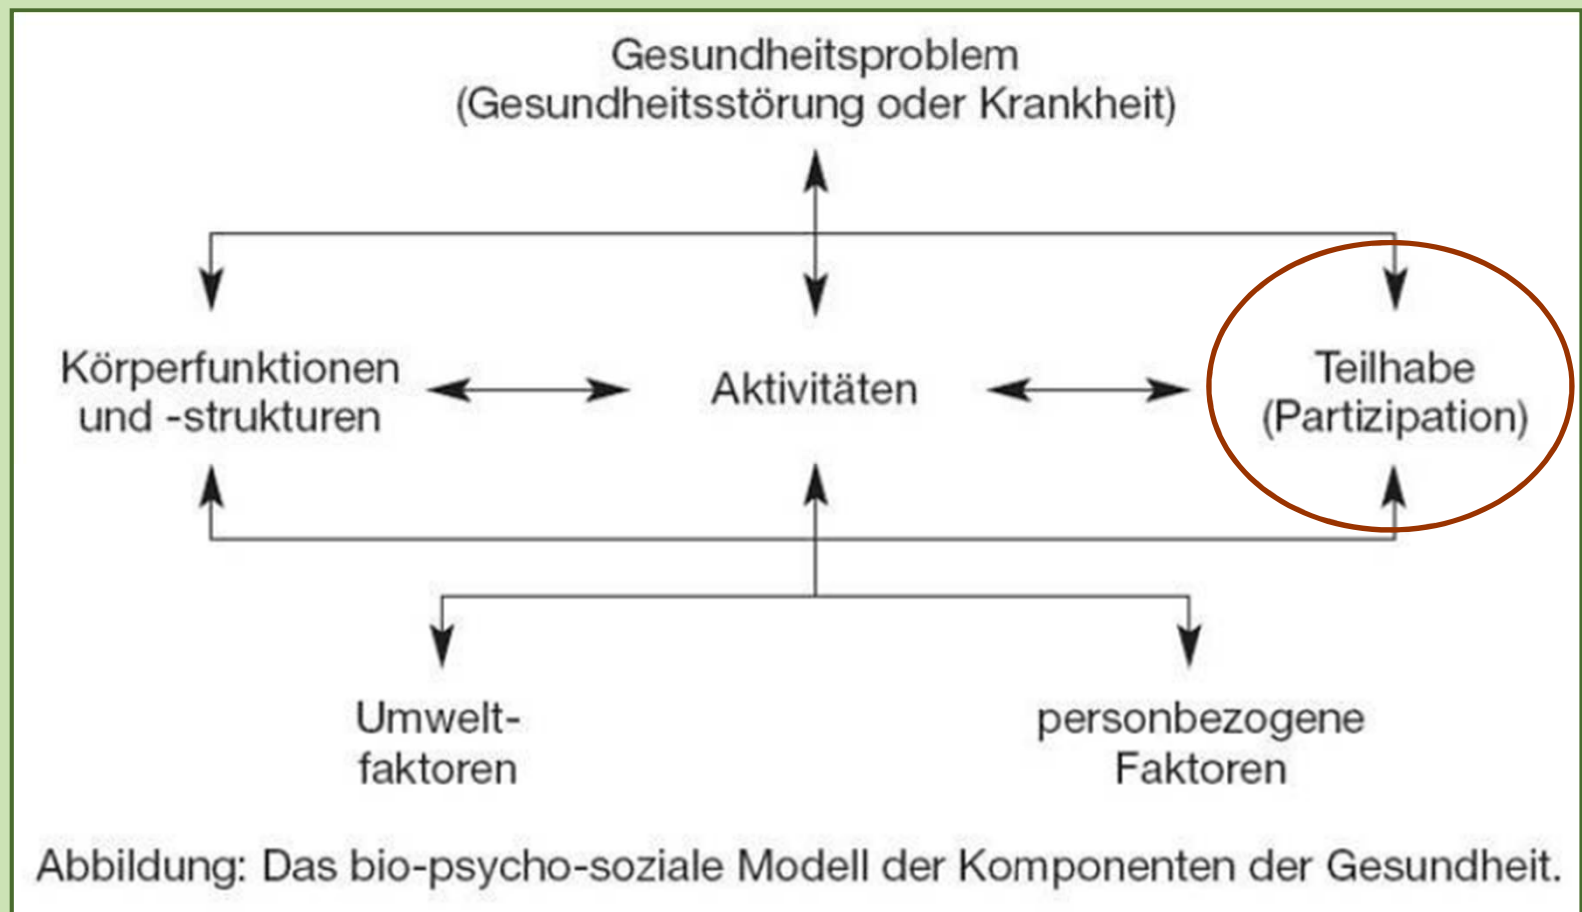 Gesundheitsproblem
(Gesundheitsstörung oder Krankheit)
Körperfunktionen
und -strukturen
Aktivitäten
Teilhabe
(Partizipation)
Umwelt-
faktoren
personbezogene
Faktoren
Abbildung: Das bio-psycho-soziale Modell der Komponenten der Gesundheit.